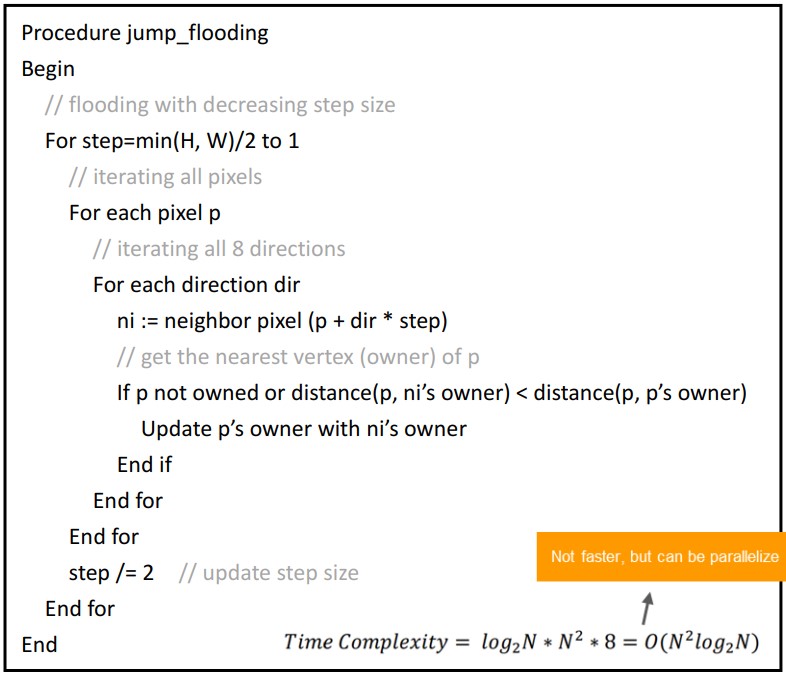 Procedure jump_flooding
Begin
// flooding with decreasing step size
For step=min(H, W)/2 to 1
// iterating all pixels
For each pixel p
// iterating all 8 directions
For each direction dir
ni := neighbor pixel (p + dir * step)
// get the nearest vertex (owner) of p
If p not owned or distance(p, ni’s owner) < distance(p, p’s owner)
Update p’s owner with ni’s owner
End if
End for
End for
Not faster, but can be parallelize
step /= 2 // update step size
End for
End
Time Complexity = log₂N * N² * 8 = O(N²log₂N)